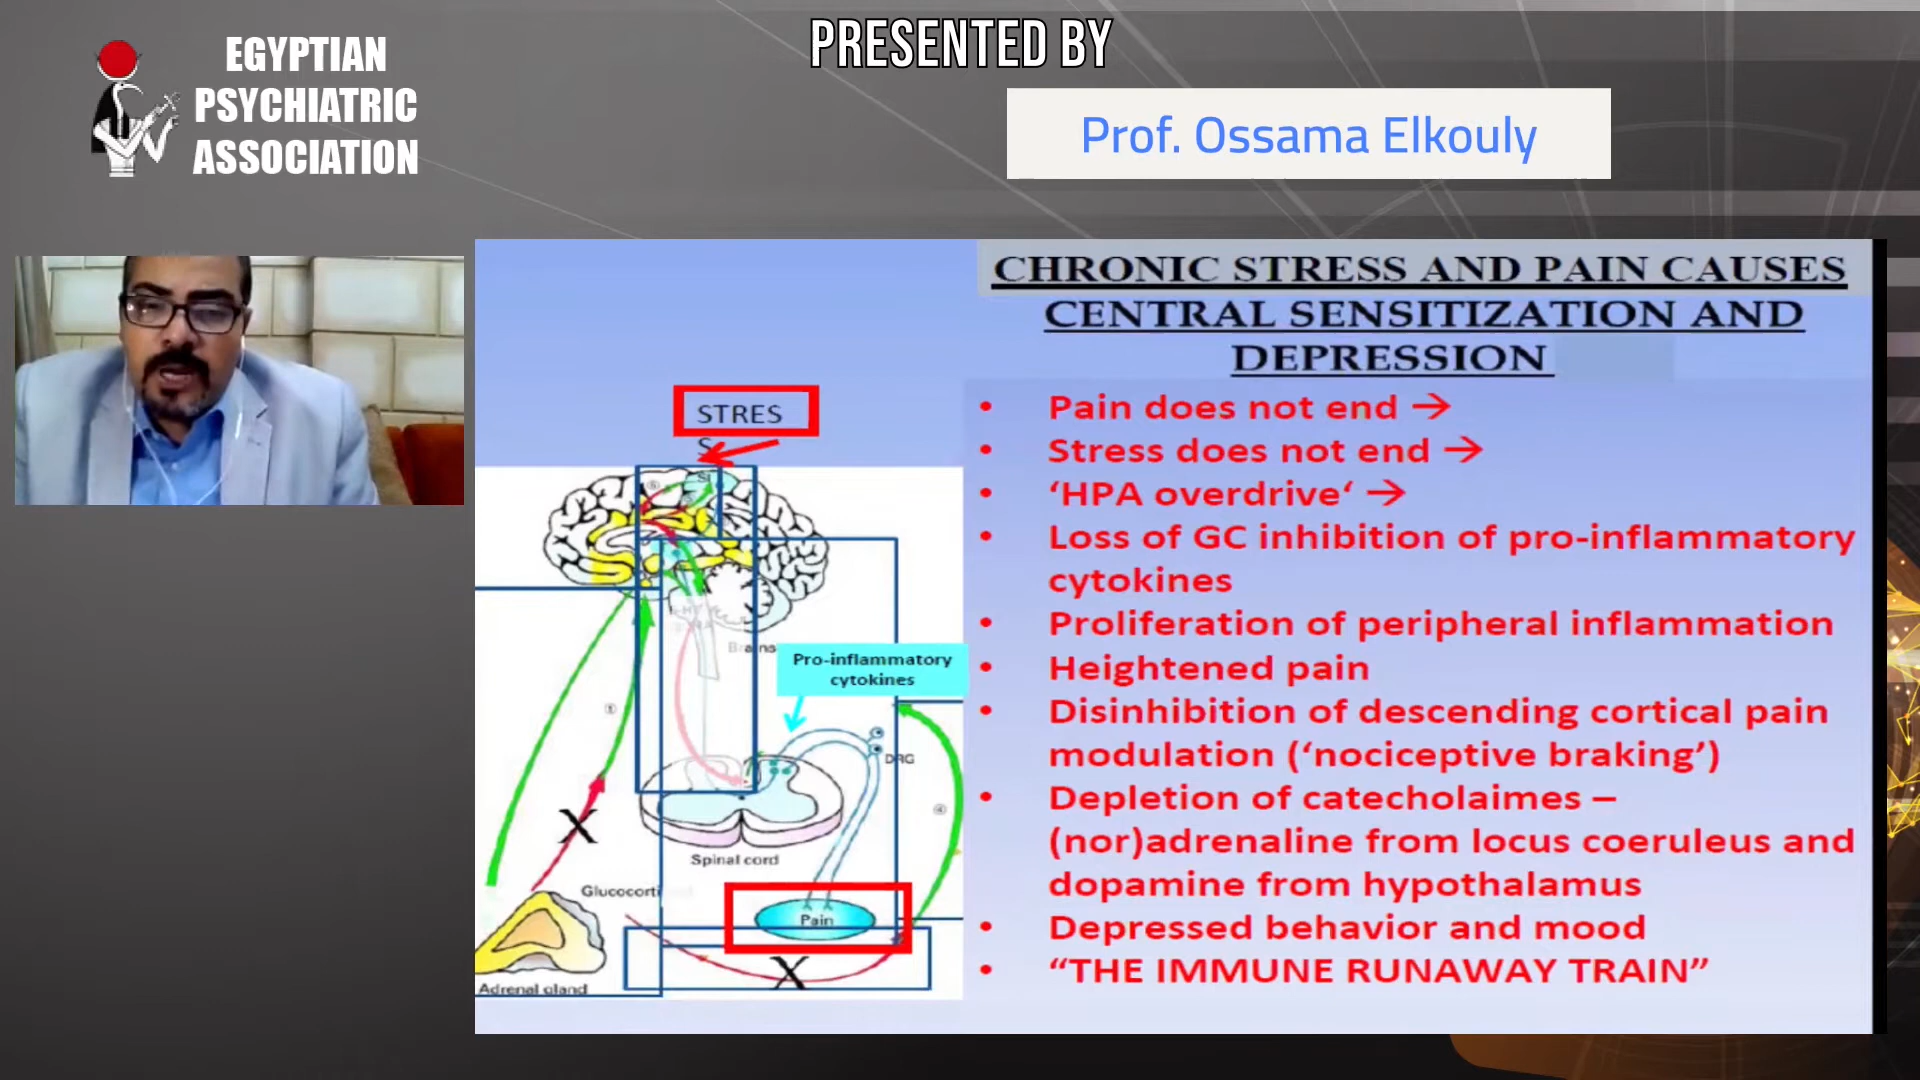 EGYPTIAN
PSYCHIATRIC
ASSOCIATION
PRESENTED BY
Prof. Ossama Elkouly
CHRONIC STRESS AND PAIN CAUSES
CENTRAL SENSITIZATION AND
DEPRESSION
• Pain does not end →
• Stress does not end →
• ‘HPA overdrive‘ →
• Loss of GC inhibition of pro-inflammatory
cytokines
• Proliferation of peripheral inflammation
• Heightened pain
• Disinhibition of descending cortical pain
modulation (‘nociceptive braking’)
• Depletion of catecholaimes –
(nor)adrenaline from locus coeruleus and
dopamine from hypothalamus
• Depressed behavior and mood
• “THE IMMUNE RUNAWAY TRAIN”
STRES
S
Pro-inflammatory
cytokines
①
DRG
④
Spinal cord
X
Glucocorti
Pain
X
Adrenal gland